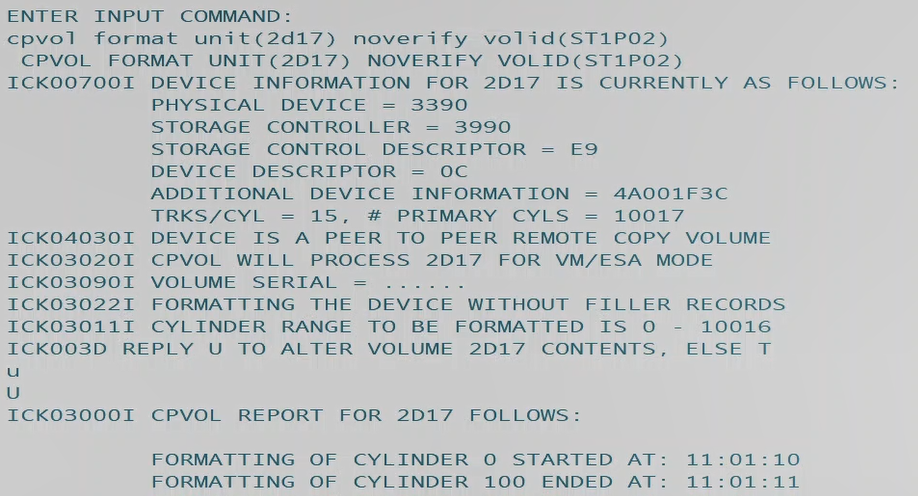 ENTER INPUT COMMAND:
cpvol format unit(2d17) noverify volid(ST1P02)
CPVOL FORMAT UNIT(2D17) NOVERIFY VOLID(ST1P02)
ICK00700I DEVICE INFORMATION FOR 2D17 IS CURRENTLY AS FOLLOWS:
PHYSICAL DEVICE = 3390
STORAGE CONTROLLER = 3990
STORAGE CONTROL DESCRIPTOR = E9
DEVICE DESCRIPTOR = 0C
ADDITIONAL DEVICE INFORMATION = 4A001F3C
TRKS/CYL = 15, # PRIMARY CYLS = 10017
ICK04030I DEVICE IS A PEER TO PEER REMOTE COPY VOLUME
ICK03020I CPVOL WILL PROCESS 2D17 FOR VM/ESA MODE
ICK03090I VOLUME SERIAL = ......
ICK03022I FORMATTING THE DEVICE WITHOUT FILLER RECORDS
ICK03011I CYLINDER RANGE TO BE FORMATTED IS 0 - 10016
ICK003D REPLY U TO ALTER VOLUME 2D17 CONTENTS, ELSE T
u
U
ICK03000I CPVOL REPORT FOR 2D17 FOLLOWS:
FORMATTING OF CYLINDER 0 STARTED AT: 11:01:10
FORMATTING OF CYLINDER 100 ENDED AT: 11:01:11